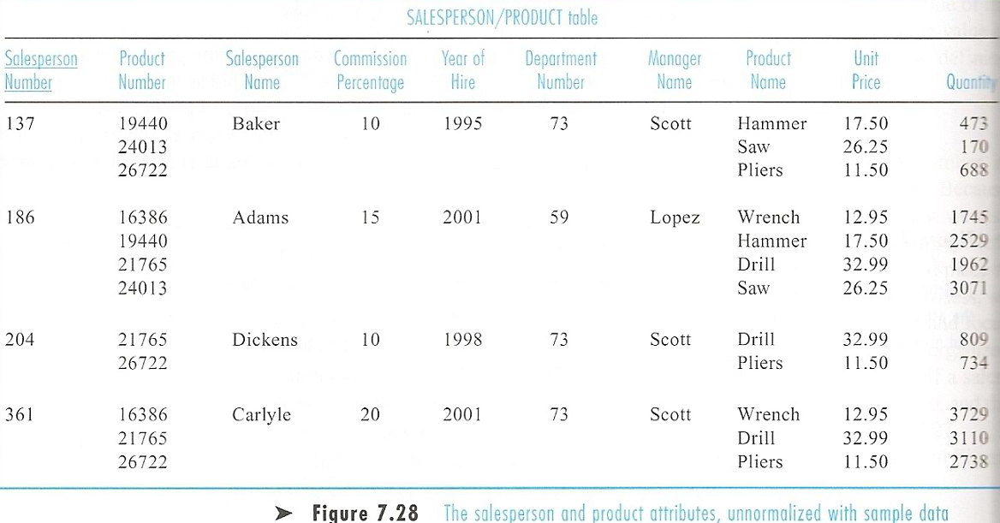 SALESPERSON/PRODUCT table
Salesperson Number Product Number Salesperson Name Commission Percentage Year of Hire Department Number Manager Name Product Name Unit Price Quantity
137 19440 Baker 10 1995 73 Scott Hammer 17.50 473
24013 Saw 26.25 170
26722 Pliers 11.50 688
186 16386 Adams 15 2001 59 Lopez Wrench 12.95 1745
19440 Hammer 17.50 2529
21765 Drill 32.99 1962
24013 Saw 26.25 3071
204 21765 Dickens 10 1998 73 Scott Drill 32.99 809
26722 Pliers 11.50 734
361 16386 Carlyle 20 2001 73 Scott Wrench 12.95 3729
21765 Drill 32.99 3110
26722 Pliers 11.50 2738
➤ Figure 7.28 The salesperson and product attributes, unnormalized with sample data